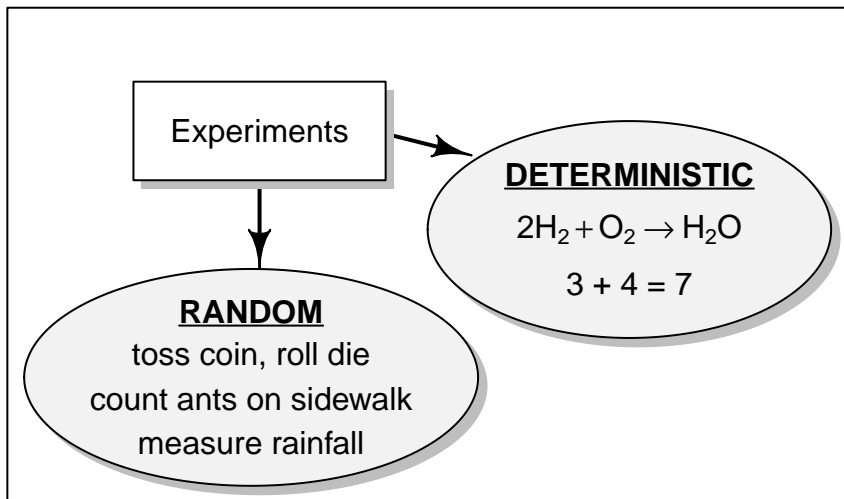 Experiments
DETERMINISTIC
2H₂ + O₂ → H₂O
3 + 4 = 7
RANDOM
toss coin, roll die
count ants on sidewalk
measure rainfall